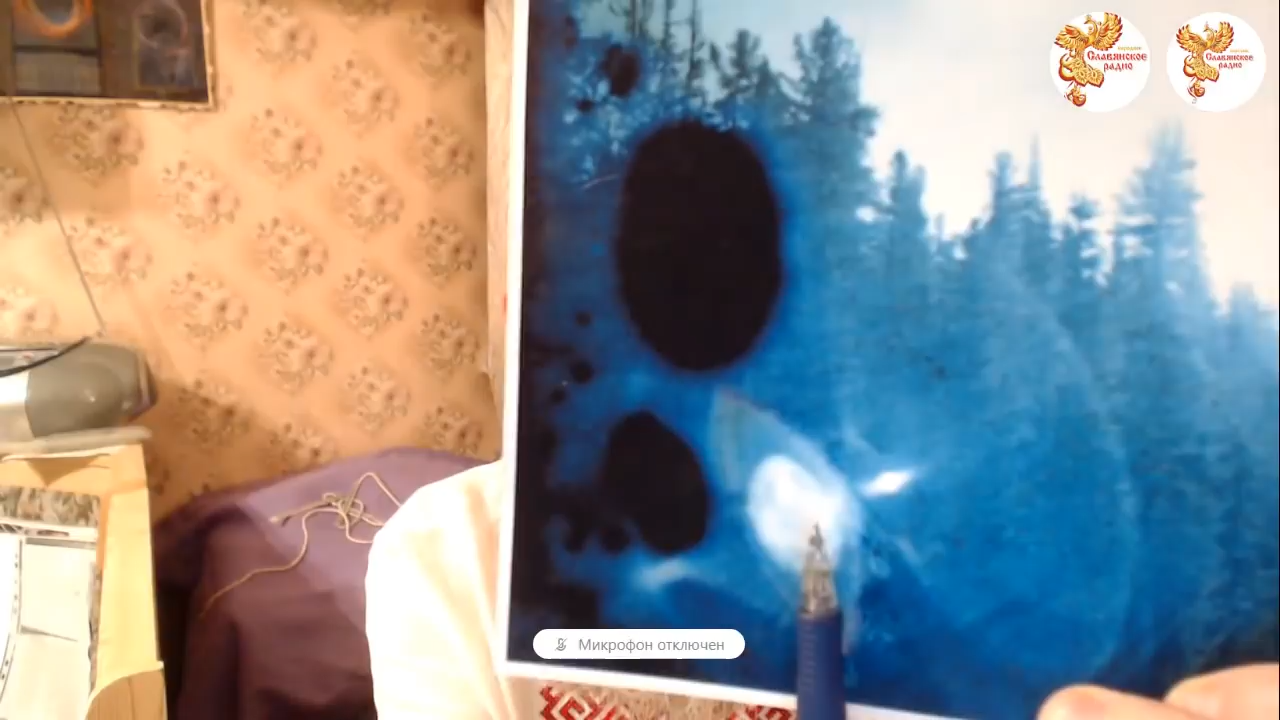 Славянское
радио
Славянское
радио
Микрофон отключен